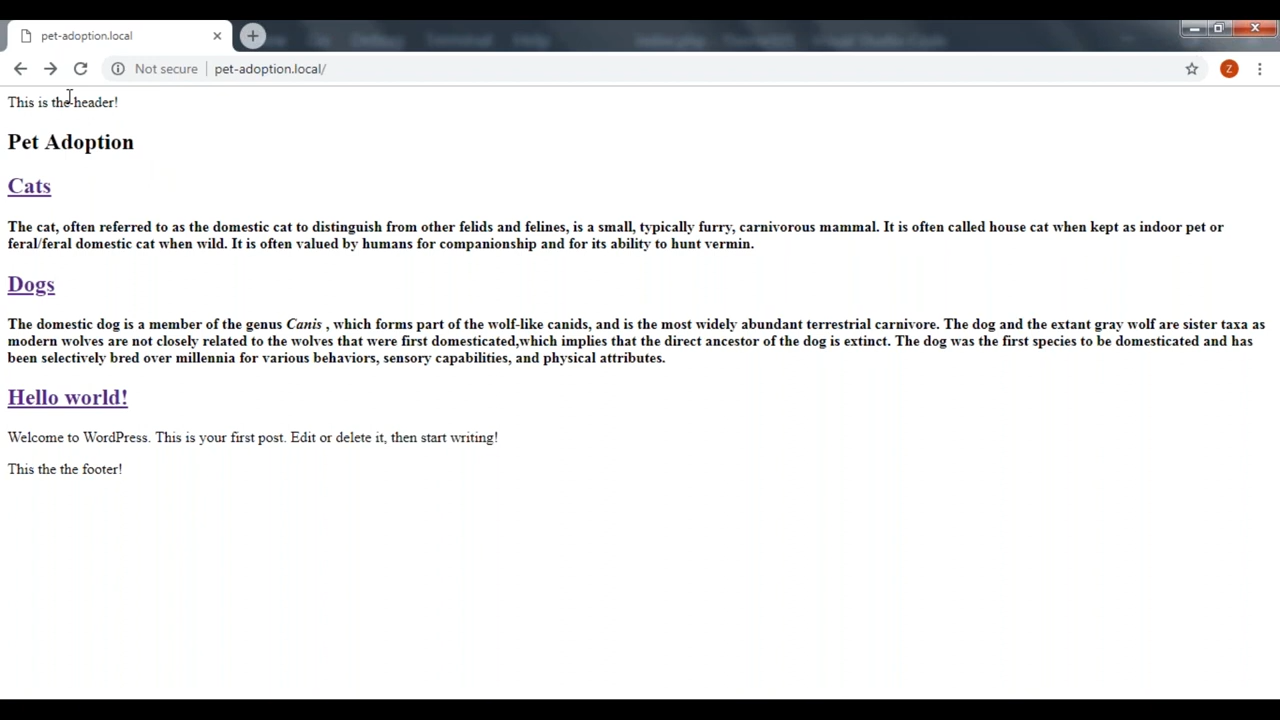 pet-adoption.local
Not secure
pet-adoption.local/
Z
This is the header!
Pet Adoption
Cats
The cat, often referred to as the domestic cat to distinguish from other felids and felines, is a small, typically furry, carnivorous mammal. It is often called house cat when kept as indoor pet or
feral/feral domestic cat when wild. It is often valued by humans for companionship and for its ability to hunt vermin.
Dogs
The domestic dog is a member of the genus Canis , which forms part of the wolf-like canids, and is the most widely abundant terrestrial carnivore. The dog and the extant gray wolf are sister taxa as
modern wolves are not closely related to the wolves that were first domesticated,which implies that the direct ancestor of the dog is extinct. The dog was the first species to be domesticated and has
been selectively bred over millennia for various behaviors, sensory capabilities, and physical attributes.
Hello world!
Welcome to WordPress. This is your first post. Edit or delete it, then start writing!
This the the footer!